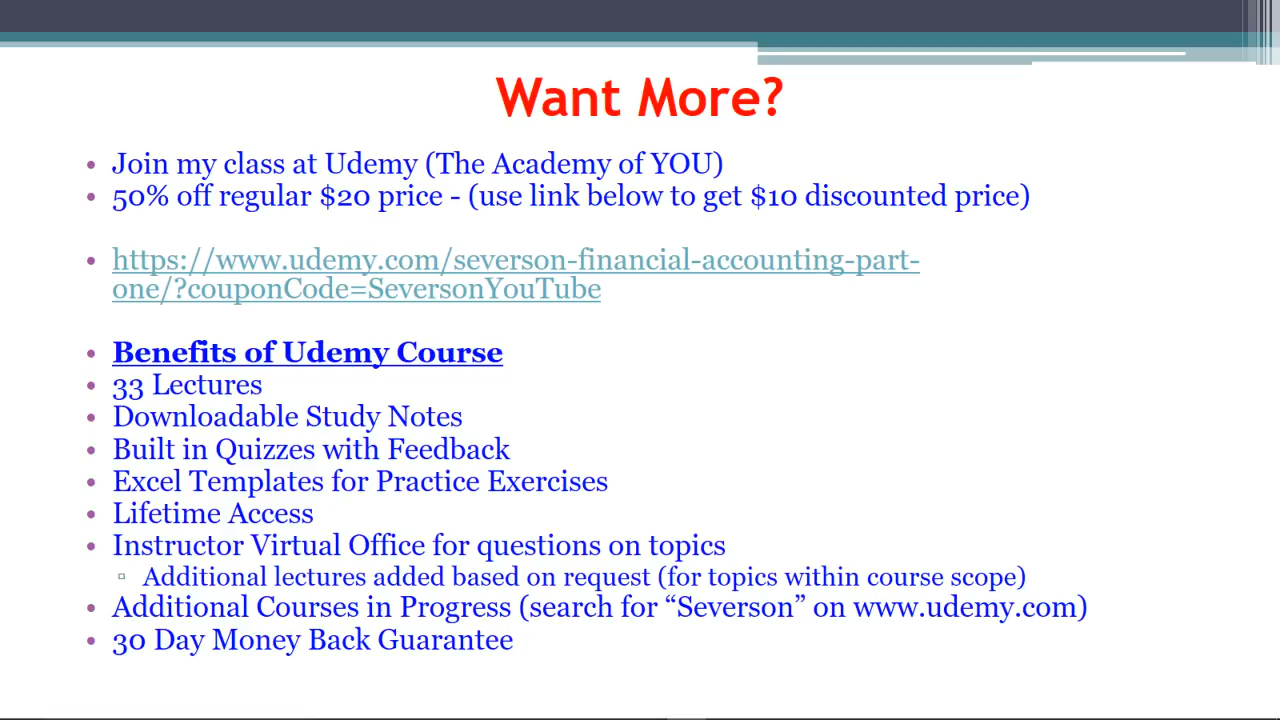 Want More?
• Join my class at Udemy (The Academy of YOU)
• 50% off regular $20 price - (use link below to get $10 discounted price)
• https://www.udemy.com/severson-financial-accounting-part-
one/?couponCode=SeversonYouTube
• Benefits of Udemy Course
• 33 Lectures
• Downloadable Study Notes
• Built in Quizzes with Feedback
• Excel Templates for Practice Exercises
• Lifetime Access
• Instructor Virtual Office for questions on topics
▫ Additional lectures added based on request (for topics within course scope)
• Additional Courses in Progress (search for “Severson” on www.udemy.com)
• 30 Day Money Back Guarantee